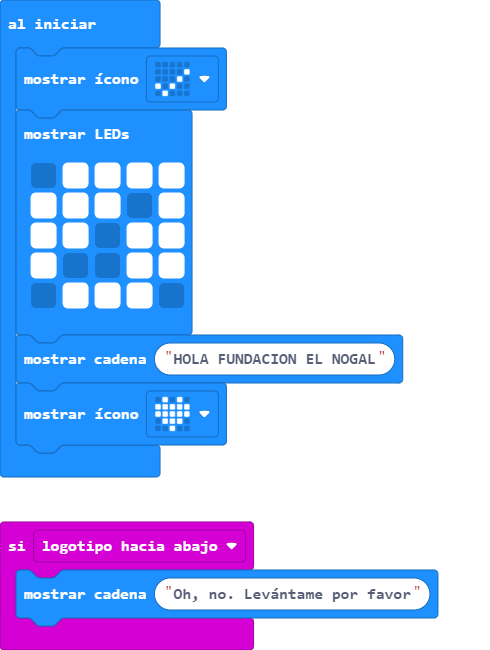 al iniciar
mostrar ícono
mostrar LEDs
mostrar cadena "HOLA FUNDACION EL NOGAL"
mostrar ícono
si logotipo hacia abajo
mostrar cadena "Oh, no. Levántame por favor"